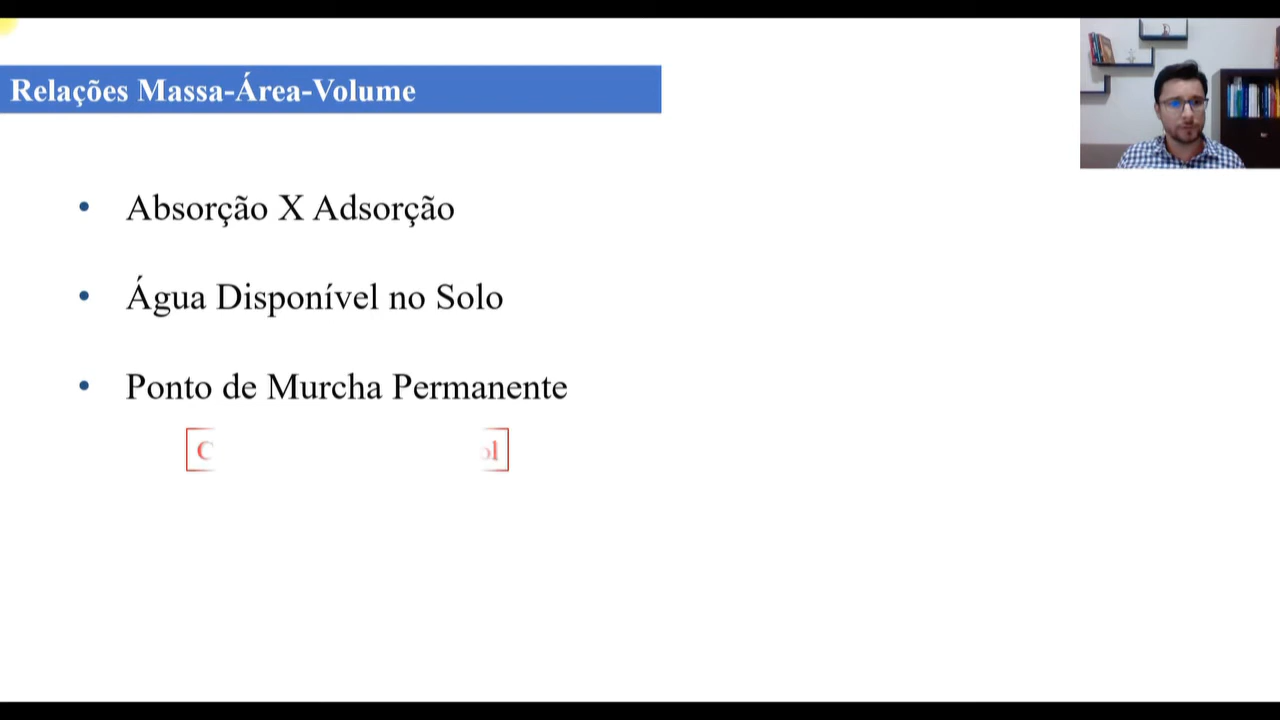 Relações Massa-Área-Volume
• Absorção X Adsorção
• Água Disponível no Solo
• Ponto de Murcha Permanente